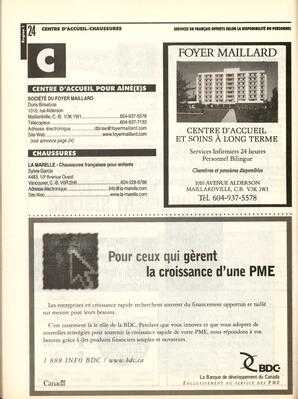 24
CENTRE D'ACCUEIL-CHAUSSURES
SERVICES EN FRANÇAIS OFFERTS SELON LA DISPONIBILITÉ DU PERSONNEL
C
CENTRE D'ACCUEIL POUR AÎNÉ(E)S
SOCIÉTÉ DU FOYER MAILLARD
Doris Brisebois
1010, rue Alderson
Maillardville, C.-B. V3K 1W1 604-937-5578
Télécopieur 604-937-7133
Adresse électronique dbrise@foyermaillard.com
Site Web www.foyermaillard.com
(voir annonce page 24)
CHAUSSURES
LA MARELLE - Chaussures françaises pour enfants
Sylvie Garcia
4483, 10e Avenue Ouest
Vancouver, C.-B. V6R 2H8 604-228-8786
Adresse électronique info@la-marelle.com
Site Web www.la-marelle.com
FOYER MAILLARD
CENTRE D'ACCUEIL
ET SOINS À LONG TERME
Services Infirmiers 24 heures
Personnel Bilingue
Chambres et pensions disponibles
1010 AVENUE ALDERSON
MAILLARDVILLE, C.B. V3K 1W1
Tél. 604-937-5578
Pour ceux qui gèrent
la croissance d'une PME
Les entreprises en croissance rapide recherchent souvent du financement opportun et taillé
sur mesure pour leurs besoins.
C'est justement là le rôle de la BDC. Pendant que vous innovez et que vous adoptez de
nouvelles stratégies pour soutenir la croissance rapide de votre PME, nous répondons à vos
besoins grâce à des produits financiers souples et novateurs.
1 888 INFO BDC / www.bdc.ca
BDC
La Banque de développement du Canada
EXCLUSIVEMENT AU SERVICE DES PME
Canada